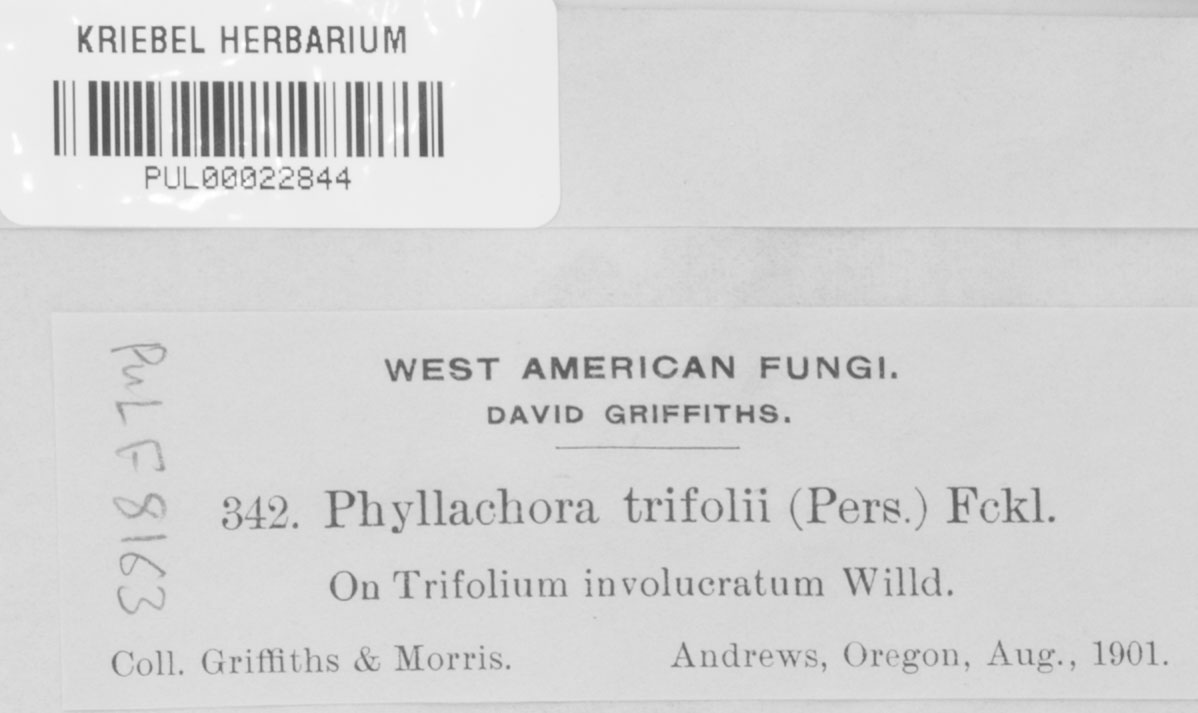 KRIEBEL HERBARIUM
PUL00022844
WEST AMERICAN FUNGI.
DAVID GRIFFITHS.
342. Phyllachora trifolii (Pers.) Fckl.
On Trifolium involucratum Willd.
Coll. Griffiths & Morris. Andrews, Oregon, Aug., 1901.
PUL F8163